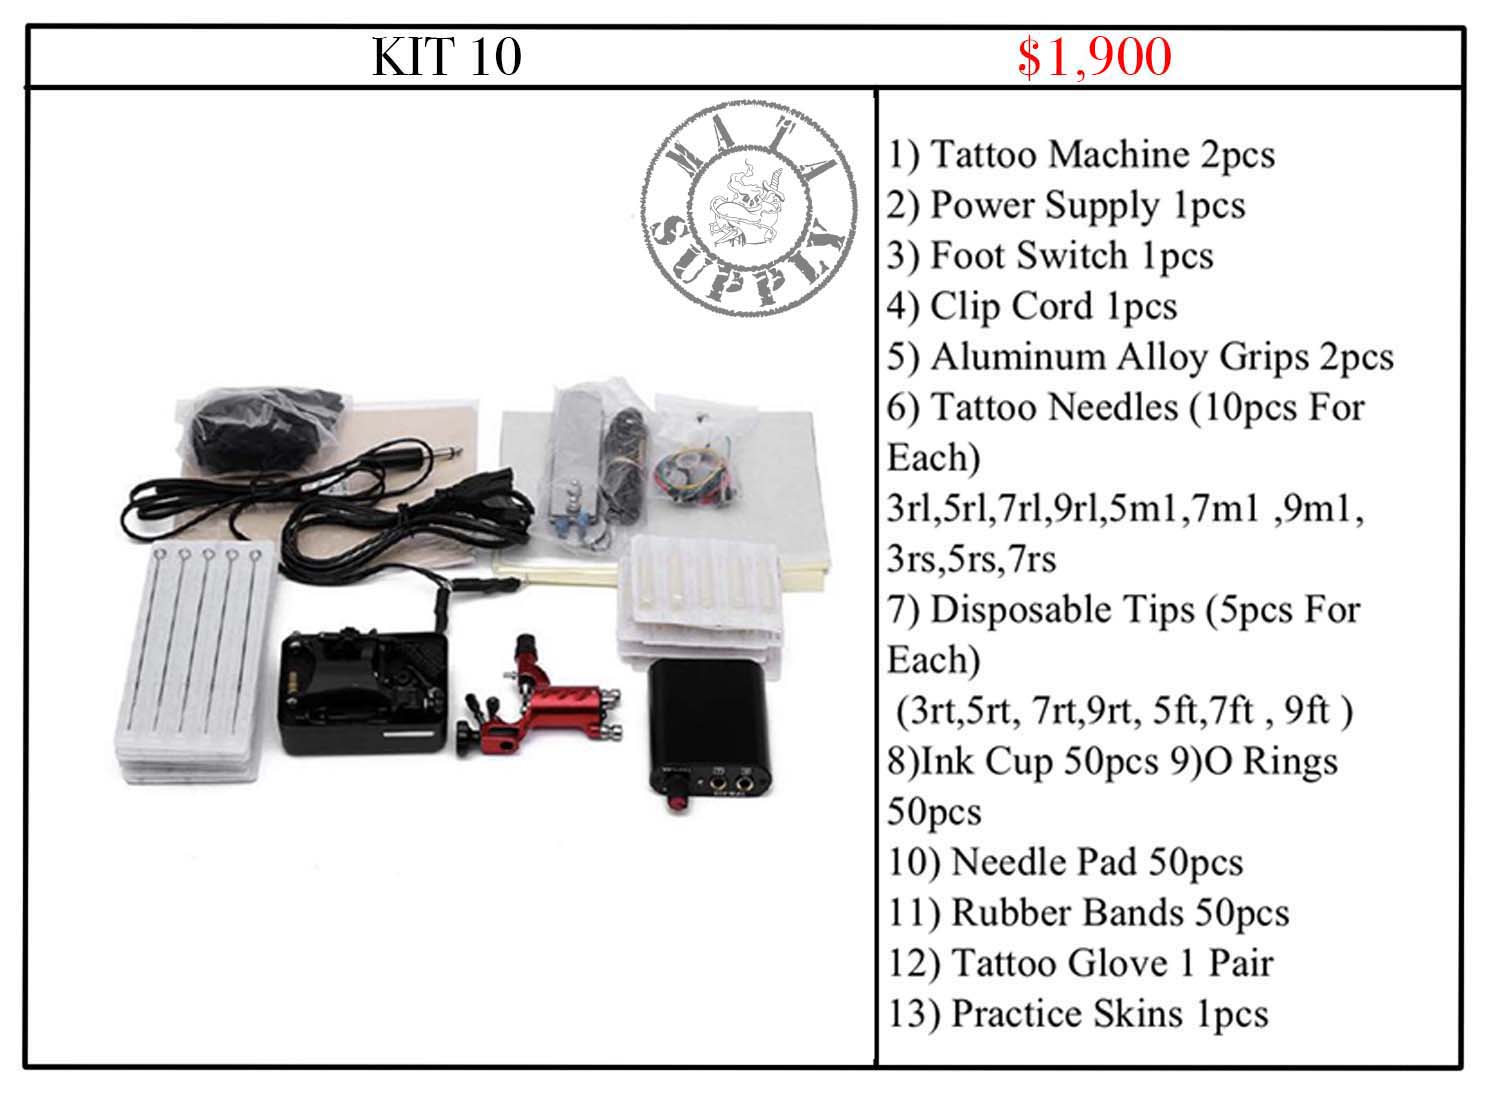 KIT 10
$1,900
MATA
SUPPLY
1) Tattoo Machine 2pcs
2) Power Supply 1pcs
3) Foot Switch 1pcs
4) Clip Cord 1pcs
5) Aluminum Alloy Grips 2pcs
6) Tattoo Needles (10pcs For
Each)
3rl,5rl,7rl,9rl,5m1,7m1 ,9m1,
3rs,5rs,7rs
7) Disposable Tips (5pcs For
Each)
(3rt,5rt, 7rt,9rt, 5ft,7ft , 9ft )
8)Ink Cup 50pcs 9)O Rings
50pcs
10) Needle Pad 50pcs
11) Rubber Bands 50pcs
12) Tattoo Glove 1 Pair
13) Practice Skins 1pcs